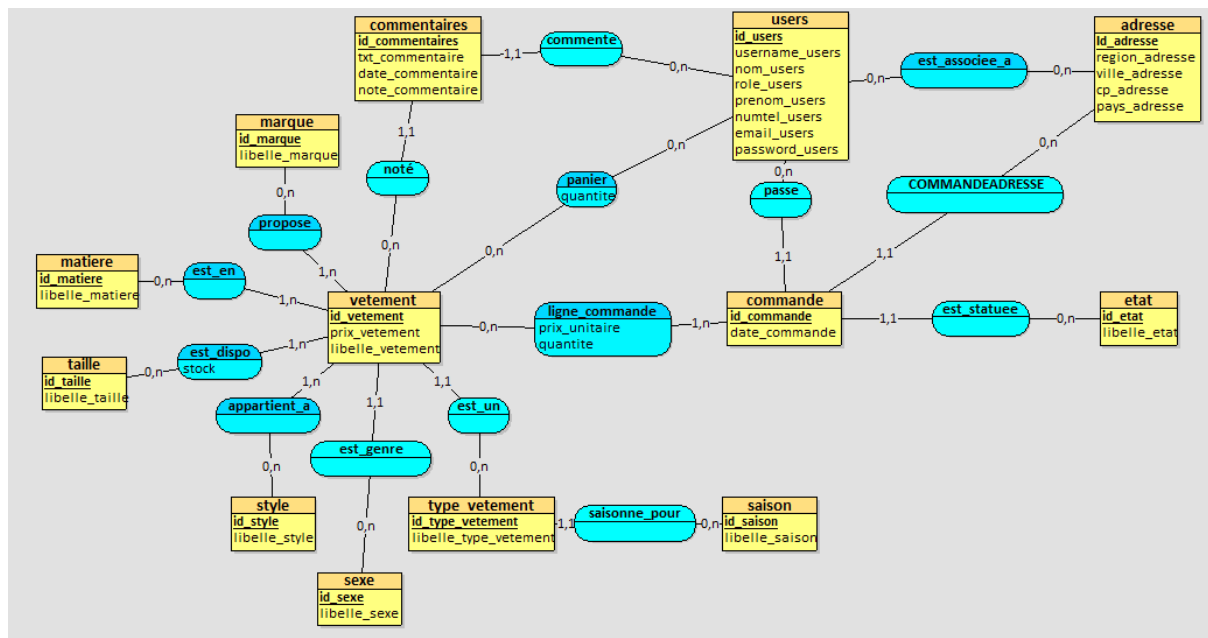 commentaires
id_commentaires
txt_commentaire
date_commentaire
note_commentaire
1,1
commente
0,n
users
id_users
username_users
nom_users
role_users
prenom_users
numtel_users
email_users
password_users
0,n
est_associee_a
0,n
adresse
Id_adresse
region_adresse
ville_adresse
cp_adresse
pays_adresse
marque
id_marque
libelle_marque
1,1
noté
0,n
0,n
panier
quantite
0,n
0,n
passe
1,1
0,n
COMMANDEADRESSE
1,1
0,n
propose
1,n
matiere
id_matiere
libelle_matiere
0,n
est_en
1,n
vetement
id_vetement
prix_vetement
libelle_vetement
0,n
ligne_commande
prix_unitaire
quantite
1,n
commande
id_commande
date_commande
1,1
est_statuee
0,n
etat
id_etat
libelle_etat
taille
id_taille
libelle_taille
0,n
est_dispo
stock
1,n
1,n
appartient_a
0,n
1,1
est_genre
0,n
1,1
est_un
0,n
style
id_style
libelle_style
type_vetement
id_type_vetement
libelle_type_vetement
1,1
saisonne_pour
0,n
saison
id_saison
libelle_saison
sexe
id_sexe
libelle_sexe